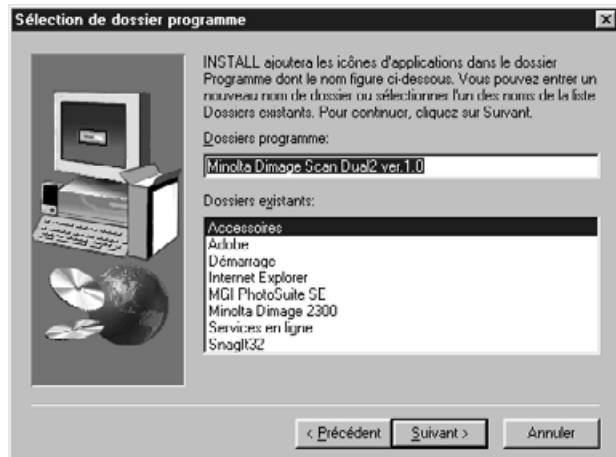 Sélection de dossier programme
INSTALL ajoutera les icônes d'applications dans le dossier
Programme dont le nom figure ci-dessous. Vous pouvez entrer un
nouveau nom de dossier ou sélectionner l'un des noms de la liste
Dossiers existants. Pour continuer, cliquez sur Suivant.
Dossiers programme:
Minolta Dimage Scan Dual2 ver.1.0
Dossiers existants:
Accessoires
Adobe
Démarrage
Internet Explorer
MGI PhotoSuite SE
Minolta Dimage 2300
Services en ligne
SnagIt32
< Précédent
Suivant >
Annuler